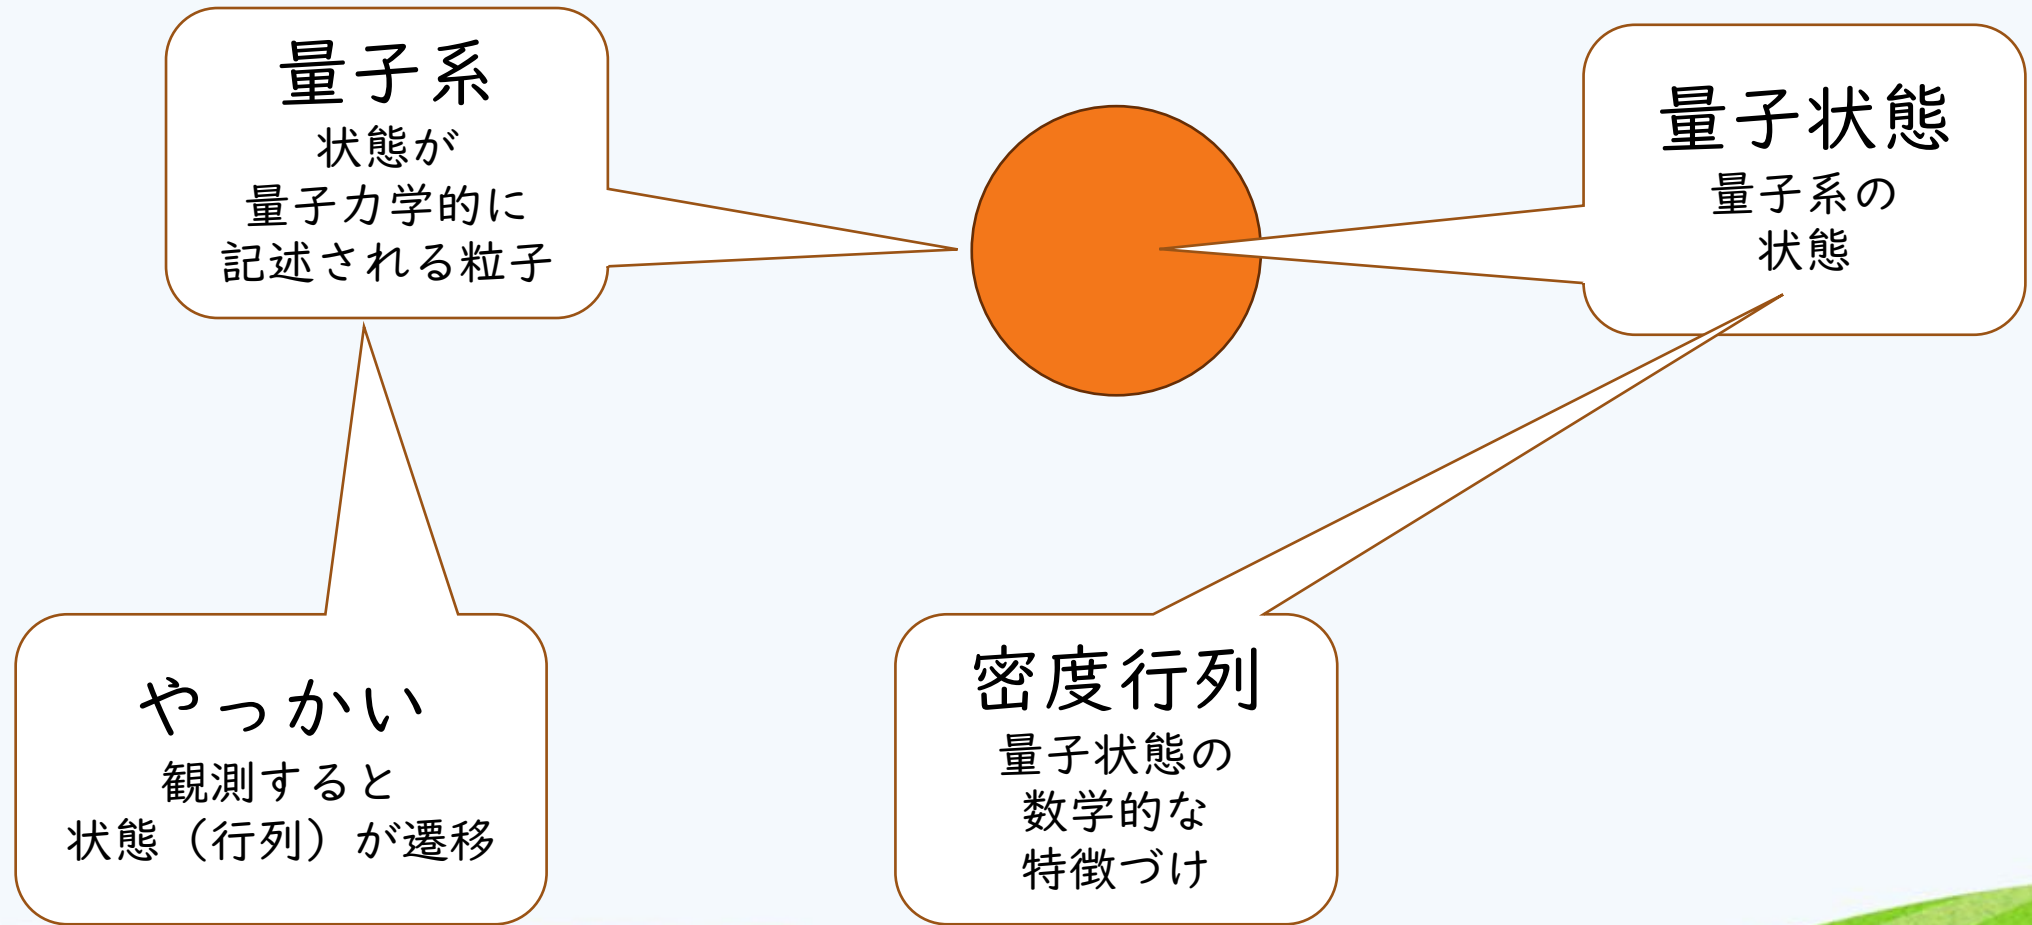 量子系
状態が
量子力学的に
記述される粒子
量子状態
量子系の
状態
やっかい
観測すると
状態（行列）が遷移
密度行列
量子状態の
数学的な
特徴づけ